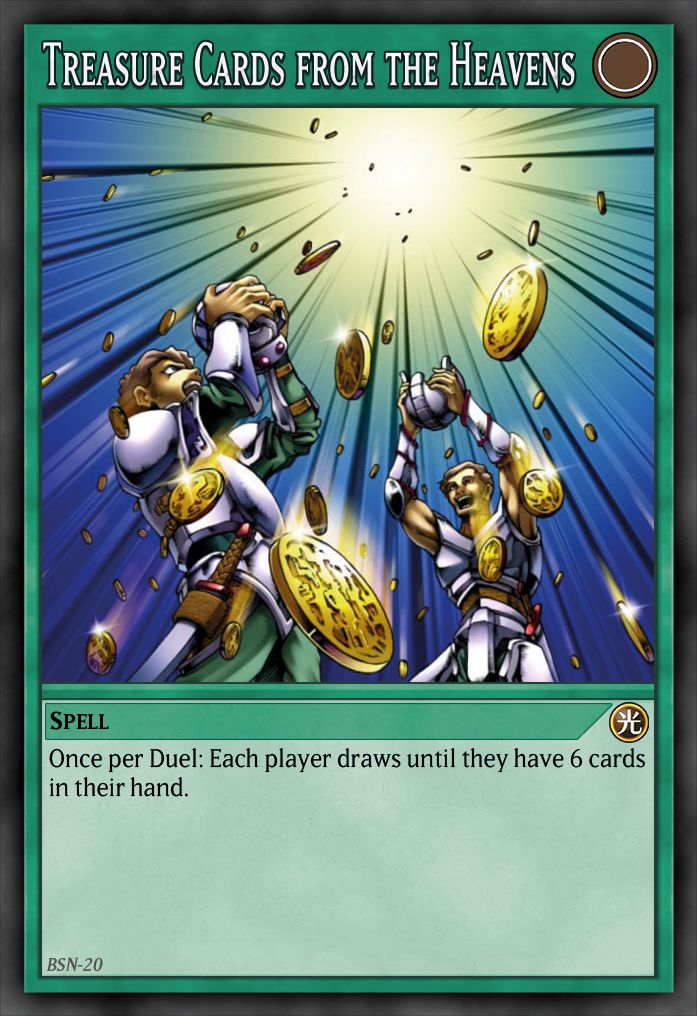 Treasure Cards from the Heavens
Spell
光
Once per Duel: Each player draws until they have 6 cards
in their hand.
BSN-20